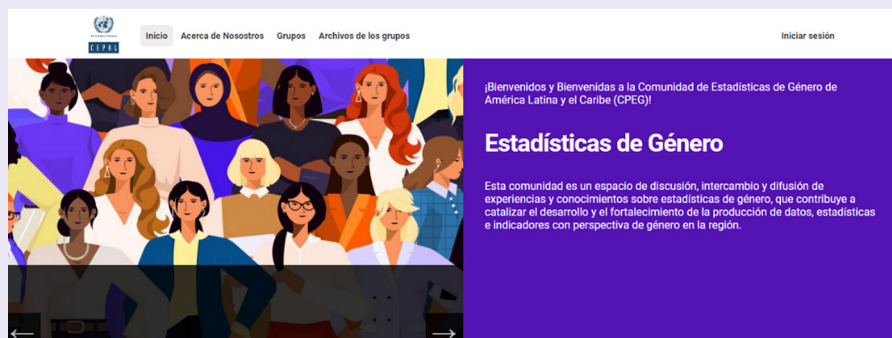 CEPAL
Inicio Acerca de Nosostros Grupos Archivos de los grupos Iniciar sesión
¡Bienvenidos y Bienvenidas a la Comunidad de Estadísticas de Género de
América Latina y el Caribe (CPEG)!
Estadísticas de Género
Esta comunidad es un espacio de discusión, intercambio y difusión de
experiencias y conocimientos sobre estadísticas de género, que contribuye a
catalizar el desarrollo y el fortalecimiento de la producción de datos, estadísticas
e indicadores con perspectiva de género en la región.